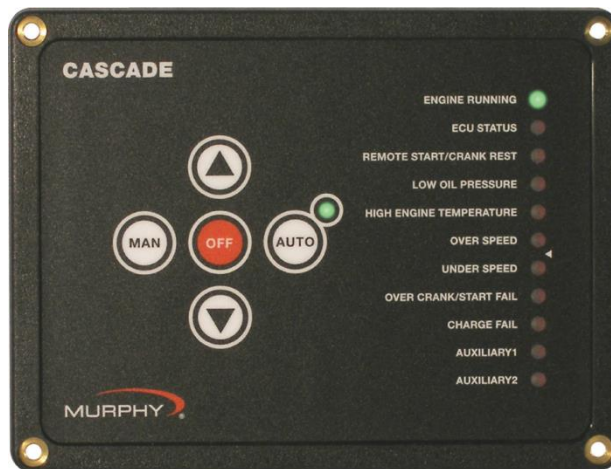 CASCADE
ENGINE RUNNING
ECU STATUS
REMOTE START/CRANK REST
LOW OIL PRESSURE
HIGH ENGINE TEMPERATURE
OVER SPEED
UNDER SPEED
OVER CRANK/START FAIL
CHARGE FAIL
AUXILIARY1
AUXILIARY2
MAN
OFF
AUTO
MURPHY®